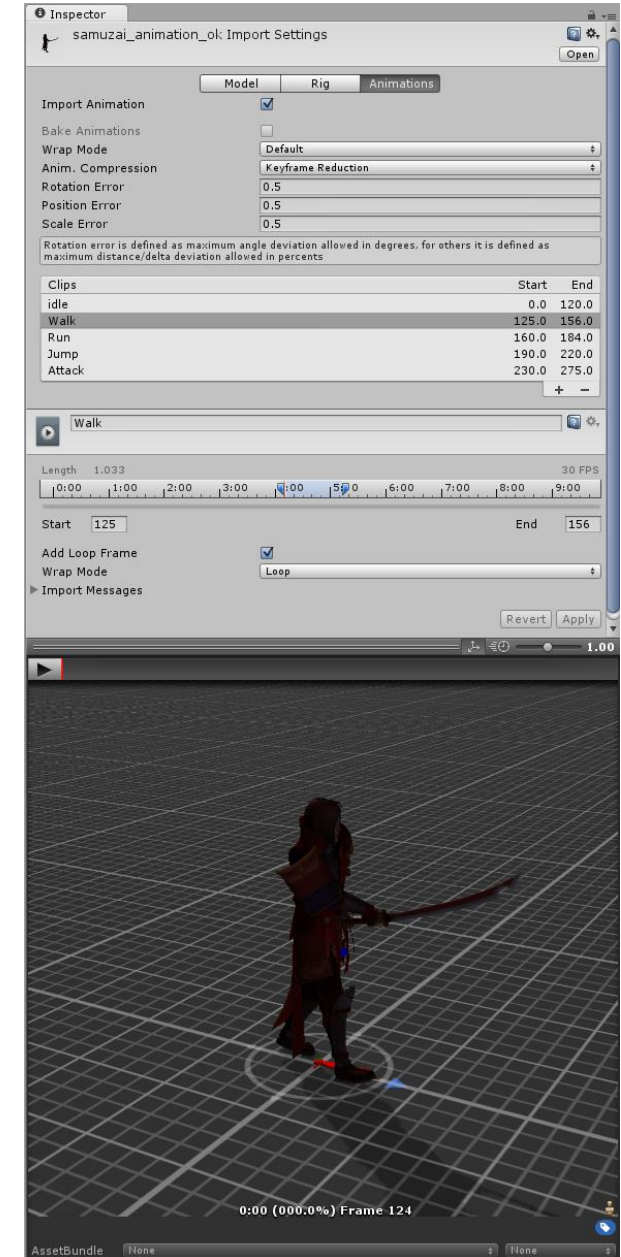 Inspector
samuzai_animation_ok Import Settings
Open
Model Rig Animations
Import Animation
Bake Animations
Wrap Mode Default
Anim. Compression Keyframe Reduction
Rotation Error 0.5
Position Error 0.5
Scale Error 0.5
Rotation error is defined as maximum angle deviation allowed in degrees, for others it is defined as
maximum distance/delta deviation allowed in percents
Clips Start End
idle 0.0 120.0
Walk 125.0 156.0
Run 160.0 184.0
Jump 190.0 220.0
Attack 230.0 275.0
+ −
Walk
Length 1.033 30 FPS
0:00 1:00 2:00 3:00 :00 5: 0 6:00 7:00 8:00 9:00
Start 125 End 156
Add Loop Frame
Wrap Mode Loop
Import Messages
Revert Apply
1.00
0:00 (000.0%) Frame 124
AssetBundle None None